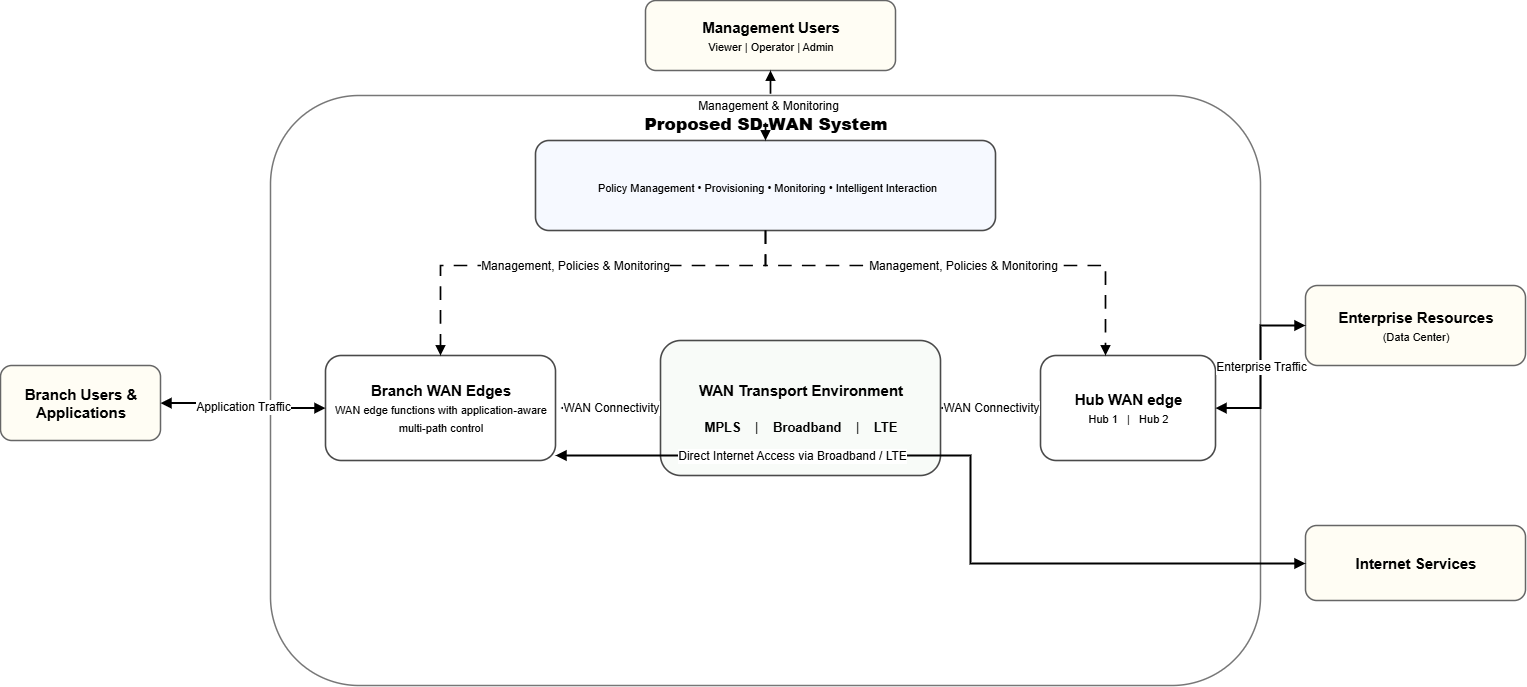 Management Users
Viewer | Operator | Admin
Management & Monitoring
Proposed SD-WAN System
Policy Management • Provisioning • Monitoring • Intelligent Interaction
Management, Policies & Monitoring
Management, Policies & Monitoring
Enterprise Resources
(Data Center)
Enterprise Traffic
Branch Users &
Applications
Application Traffic
Branch WAN Edges
WAN edge functions with application-aware
multi-path control
WAN Connectivity
WAN Transport Environment
MPLS | Broadband | LTE
WAN Connectivity
Hub WAN edge
Hub 1 | Hub 2
Direct Internet Access via Broadband / LTE
Internet Services